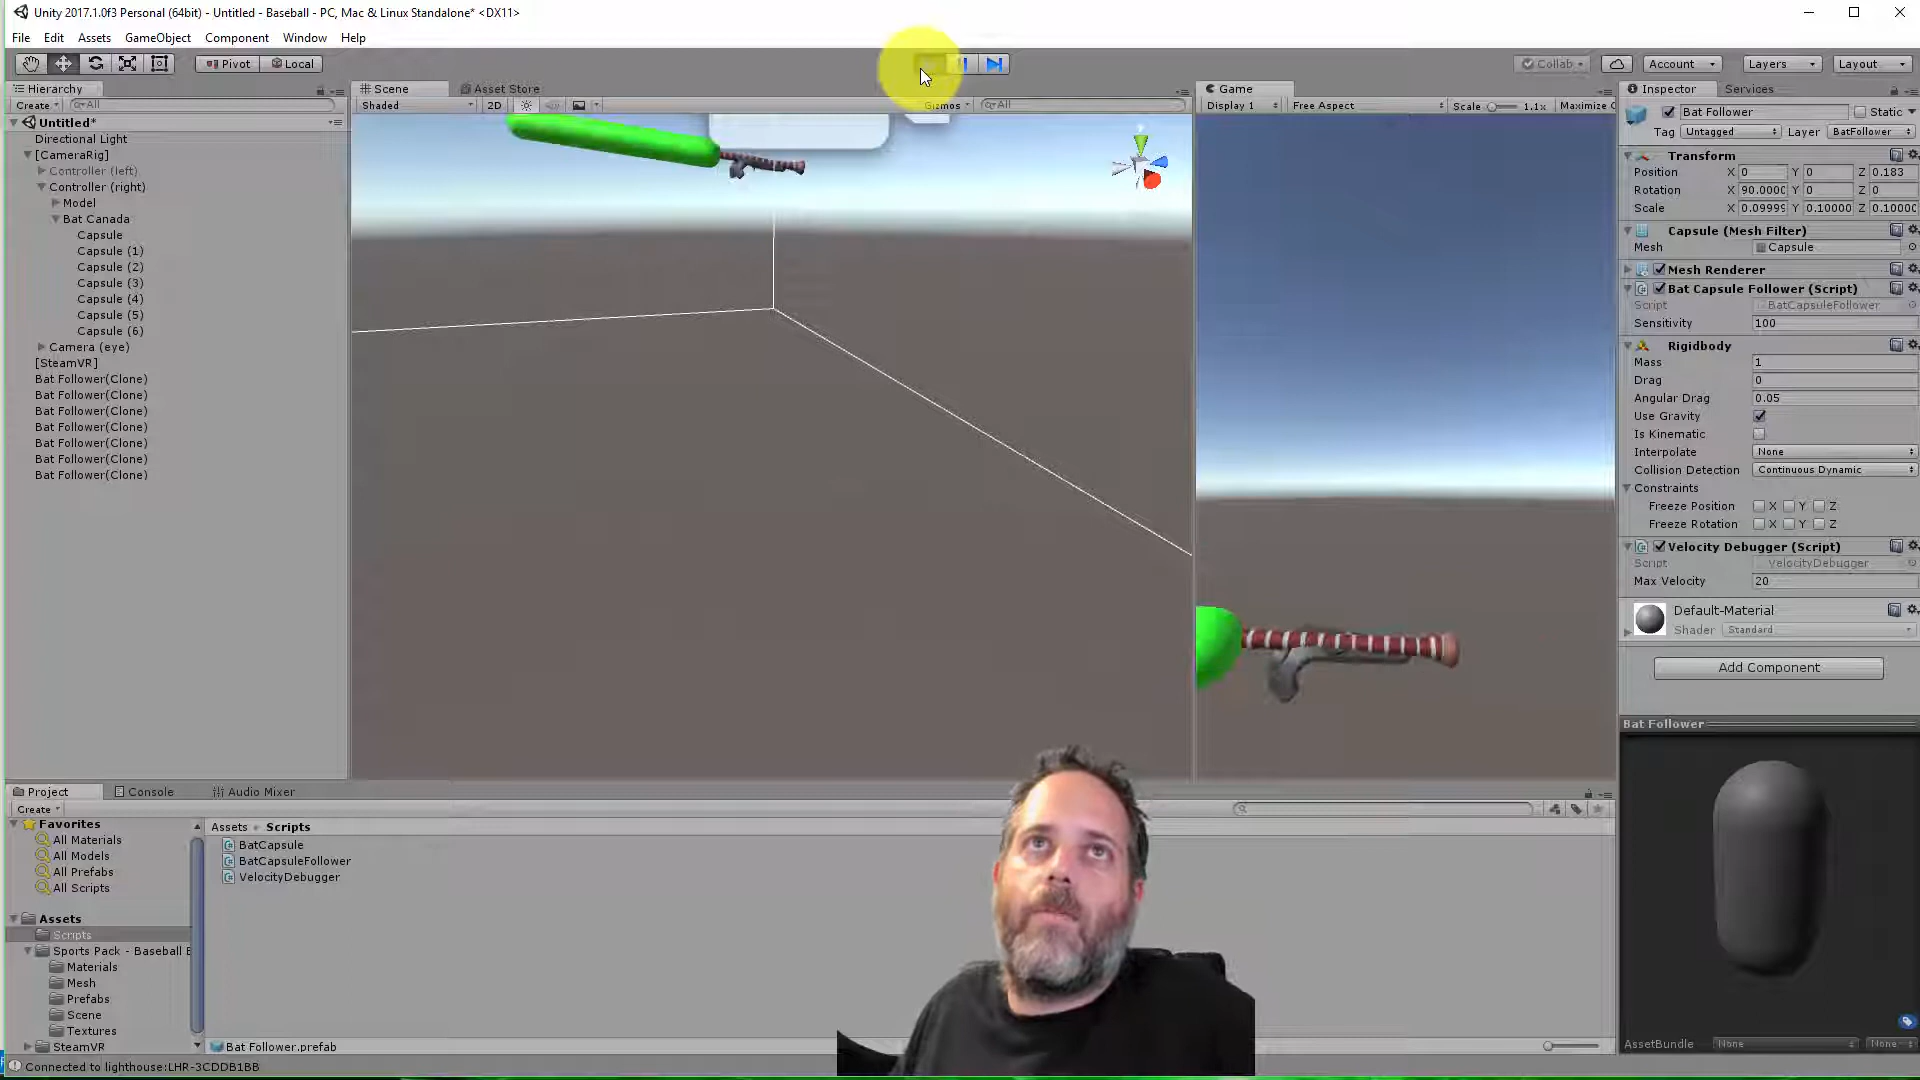 Unity 2017.1.0f3 Personal (64bit) - Untitled - Baseball - PC, Mac & Linux Standalone* <DX11>
File Edit Assets GameObject Component Window Help
Pivot Local Collab Account Layers Layout
Hierarchy
Create All
Untitled*
Directional Light
[CameraRig]
Controller (left)
Controller (right)
Model
Bat Canada
Capsule
Capsule (1)
Capsule (2)
Capsule (3)
Capsule (4)
Capsule (5)
Capsule (6)
Camera (eye)
[SteamVR]
Bat Follower(Clone)
Bat Follower(Clone)
Bat Follower(Clone)
Bat Follower(Clone)
Bat Follower(Clone)
Bat Follower(Clone)
Bat Follower(Clone)
Scene Asset Store
Shaded 2D Gizmos All
Game
Display 1 Free Aspect Scale 1.1x Maximize
Inspector Services
Bat Follower Static
Tag Untagged Layer BatFollower
Transform
Position X 0 Y 0 Z 0.183
Rotation X 90.0000 Y 0 Z 0
Scale X 0.09999 Y 0.10000 Z 0.10000
Capsule (Mesh Filter)
Mesh Capsule
Mesh Renderer
Bat Capsule Follower (Script)
Script BatCapsuleFollower
Sensitivity 100
Rigidbody
Mass 1
Drag 0
Angular Drag 0.05
Use Gravity
Is Kinematic
Interpolate None
Collision Detection Continuous Dynamic
Constraints
Freeze Position X Y Z
Freeze Rotation X Y Z
Velocity Debugger (Script)
Script VelocityDebugger
Max Velocity 20
Default-Material
Shader Standard
Add Component
Bat Follower
AssetBundle None None
Project Console Audio Mixer
Create
Favorites
All Materials
All Models
All Prefabs
All Scripts
Assets
Scripts
Sports Pack - Baseball
Materials
Mesh
Prefabs
Scene
Textures
SteamVR
Assets Scripts
BatCapsule
BatCapsuleFollower
VelocityDebugger
Bat Follower.prefab
Connected to lighthouse:LHR-3CDDB1BB